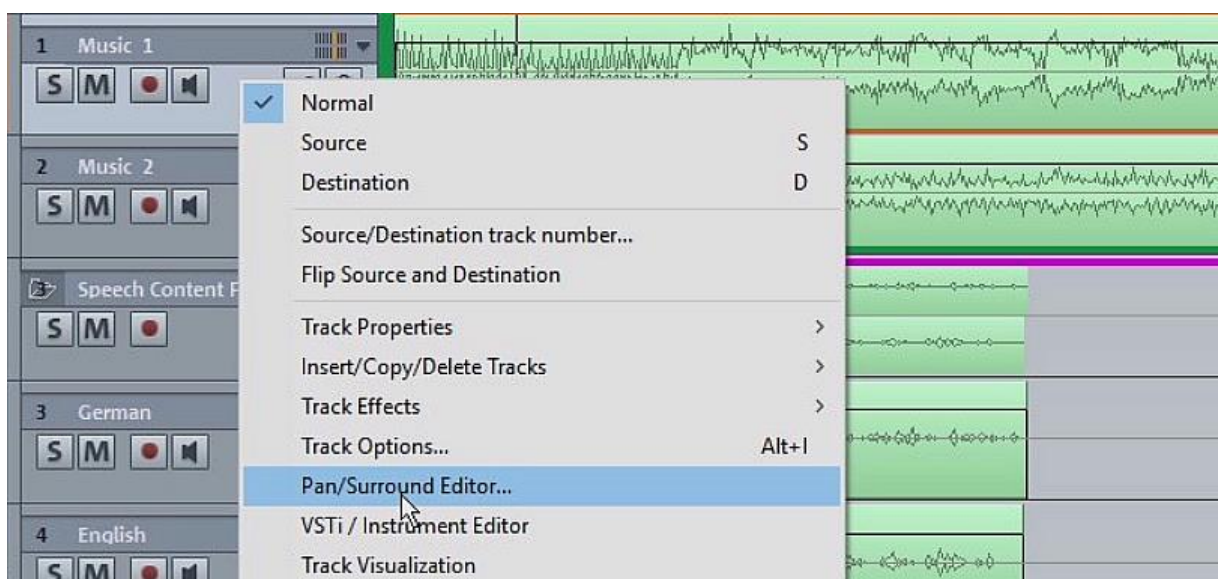 1 Music 1
S M
2 Music 2
S M
3 Speech Content F
S M
3 German
S M
4 English
S M
Normal
Source S
Destination D
Source/Destination track number...
Flip Source and Destination
Track Properties >
Insert/Copy/Delete Tracks >
Track Effects >
Track Options... Alt+I
Pan/Surround Editor...
VSTi / Instrument Editor
Track Visualization